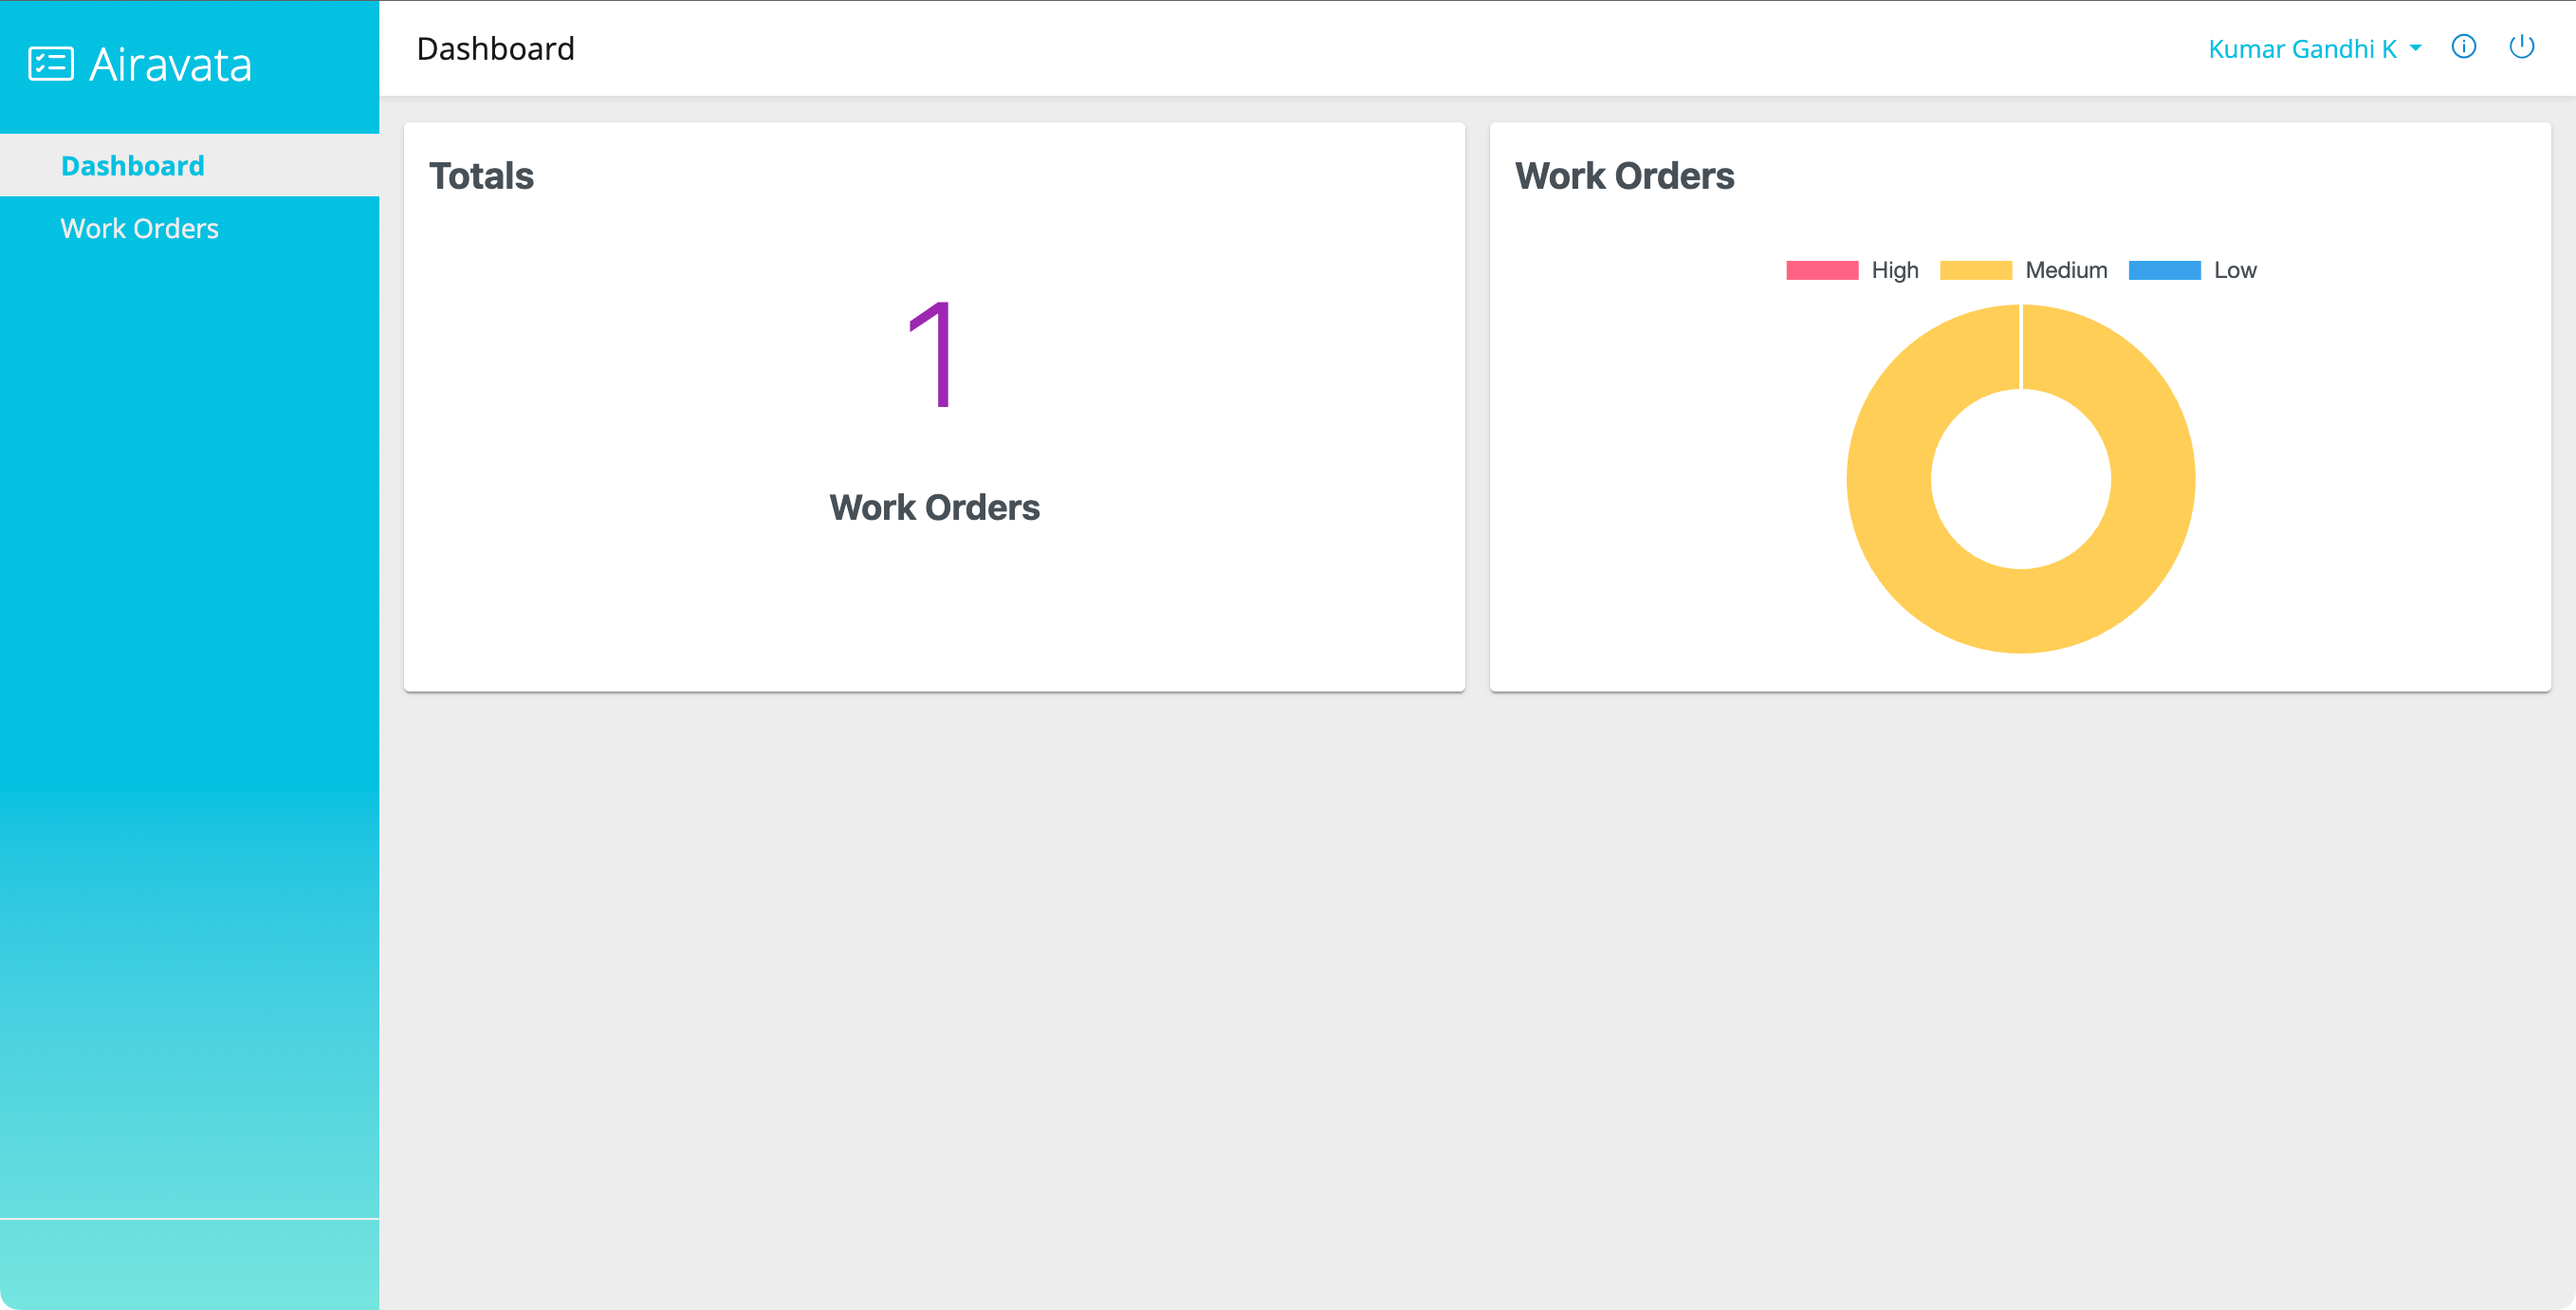 Airavata
Dashboard
Work Orders
Dashboard
Kumar Gandhi K
Totals
1
Work Orders
Work Orders
High Medium Low